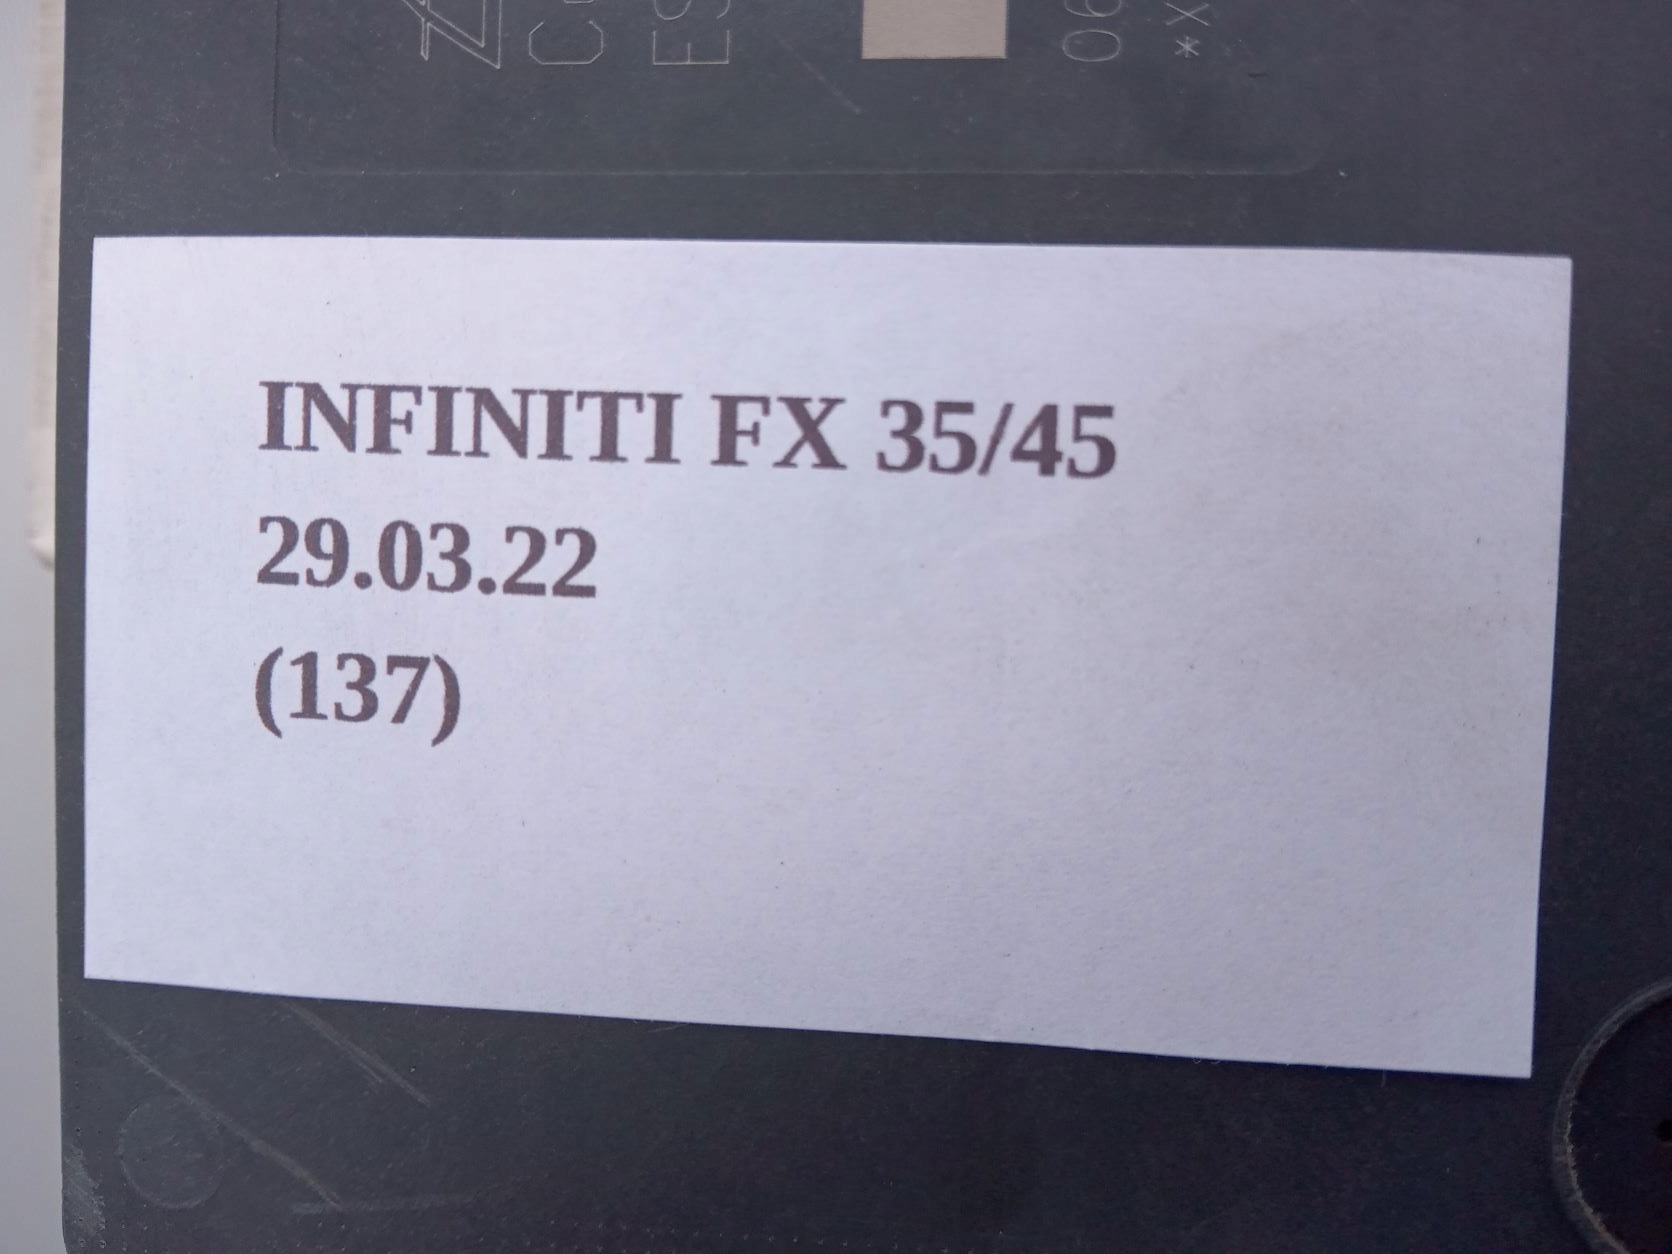 INFINITI FX 35/45
29.03.22
(137)